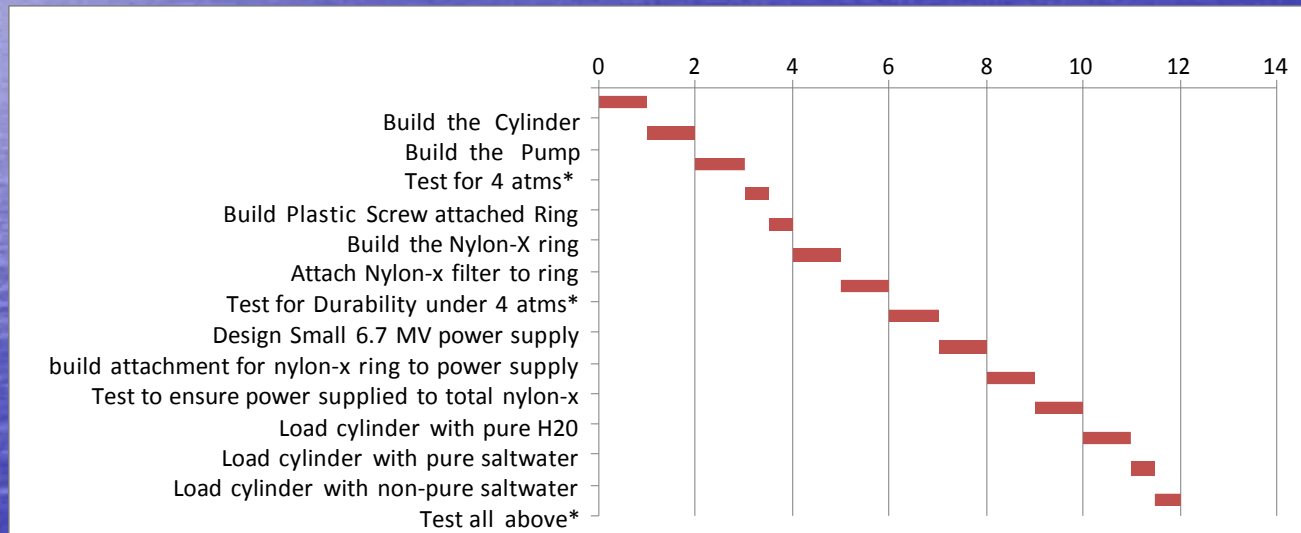 0 2 4 6 8 10 12 14
Build the Cylinder
Build the Pump
Test for 4 atms*
Build Plastic Screw attached Ring
Build the Nylon-X ring
Attach Nylon-x filter to ring
Test for Durability under 4 atms*
Design Small 6.7 MV power supply
build attachment for nylon-x ring to power supply
Test to ensure power supplied to total nylon-x
Load cylinder with pure H20
Load cylinder with pure saltwater
Load cylinder with non-pure saltwater
Test all above*